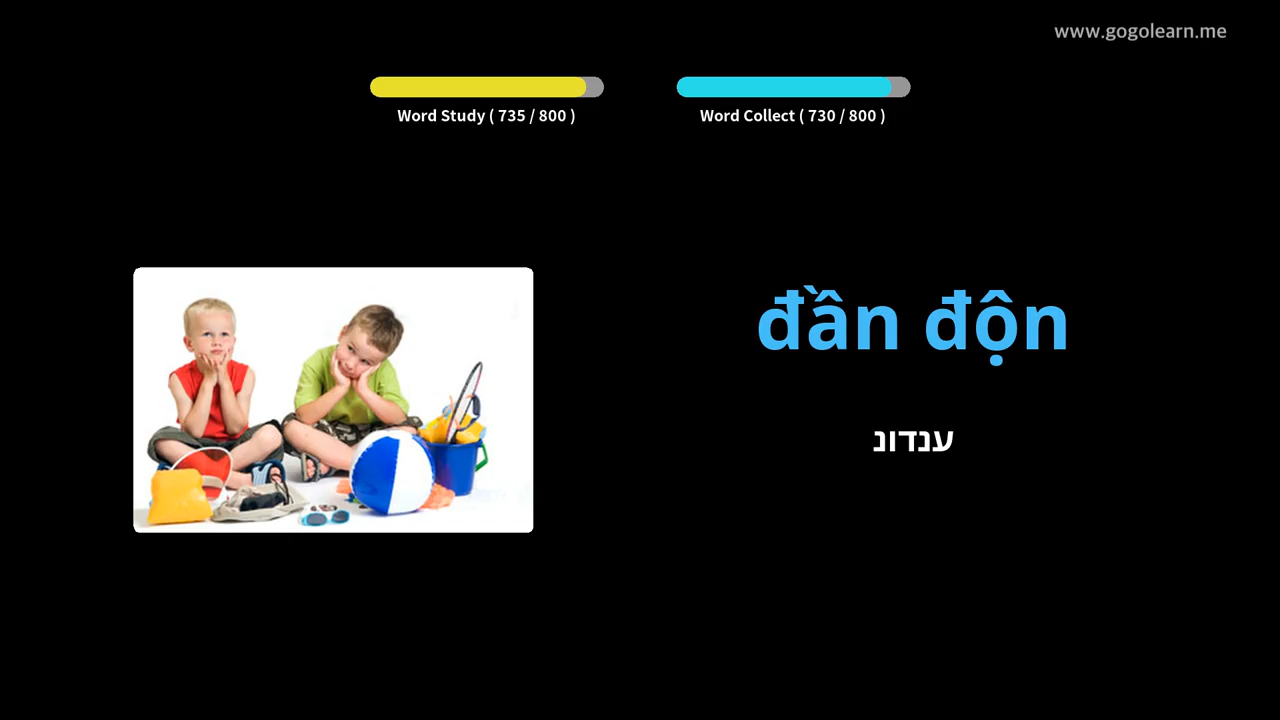 www.gogolearn.me
Word Study ( 735 / 800 )
Word Collect ( 730 / 800 )
đần độn
ענדונ